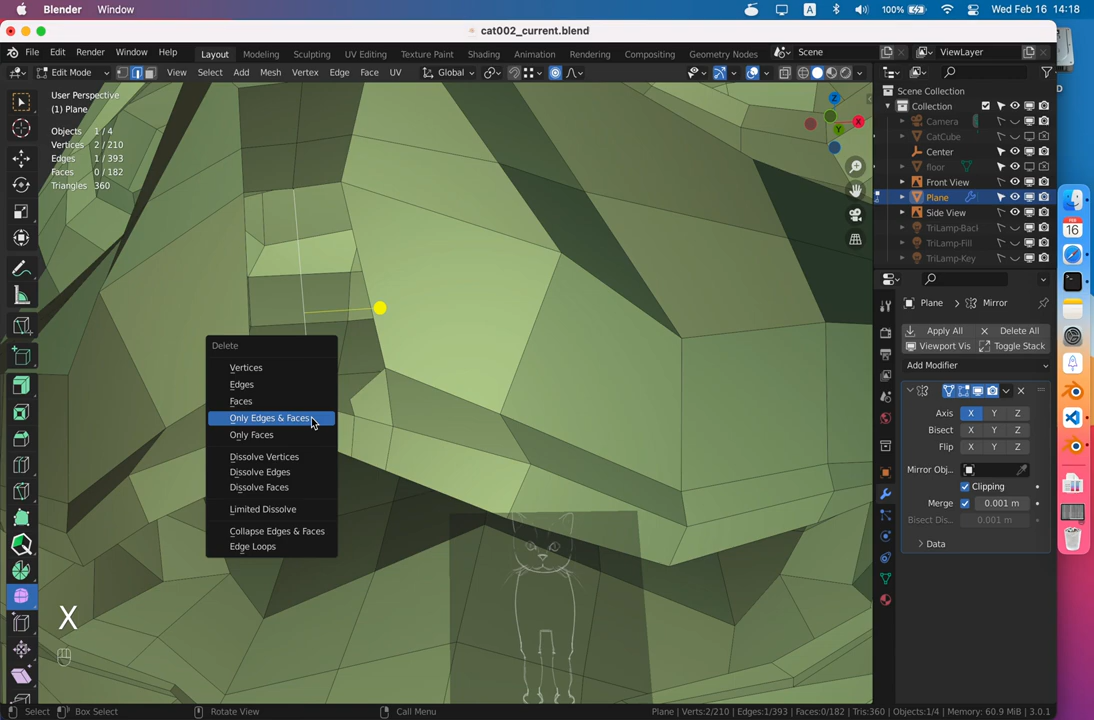 Blender Window
100% A Wed Feb 16 14:18
cat002_current.blend
File Edit Render Window Help Layout Modeling Sculpting UV Editing Texture Paint Shading Animation Rendering Compositing Geometry Nodes Scene ViewLayer
Edit Mode View Select Add Mesh Vertex Edge Face UV Global
User Perspective
(1) Plane
Objects 1 / 4
Vertices 2 / 210
Edges 1 / 393
Faces 0 / 182
Triangles 360
Z
X
Y
Delete
Vertices
Edges
Faces
Only Edges & Faces
Only Faces
Dissolve Vertices
Dissolve Edges
Dissolve Faces
Limited Dissolve
Collapse Edges & Faces
Edge Loops
X
Scene Collection
Collection
Camera
CatCube
Center
floor
Front View
Plane
Side View
TriLamp-Back
TriLamp-Fill
TriLamp-Key
Plane > Mirror
Apply All Delete All
Viewport Vis Toggle Stack
Add Modifier
Axis X Y Z
Bisect X Y Z
Flip X Y Z
Mirror Obj...
Clipping
Merge 0.001 m
Bisect Dis... 0.001 m
Data
FEB
16
Select Box Select Rotate View Call Menu Plane | Verts:2/210 | Edges:1/393 | Faces:0/182 | Tris:360 | Objects:1/4 | Memory: 60.9 MiB | 3.0.1